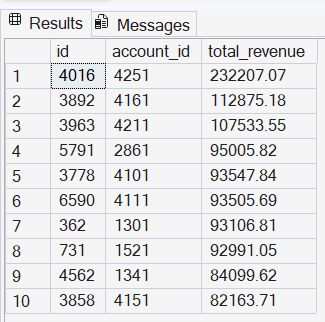 Results Messages
id account_id total_revenue
1 4016 4251 232207.07
2 3892 4161 112875.18
3 3963 4211 107533.55
4 5791 2861 95005.82
5 3778 4101 93547.84
6 6590 4111 93505.69
7 362 1301 93106.81
8 731 1521 92991.05
9 4562 1341 84099.62
10 3858 4151 82163.71